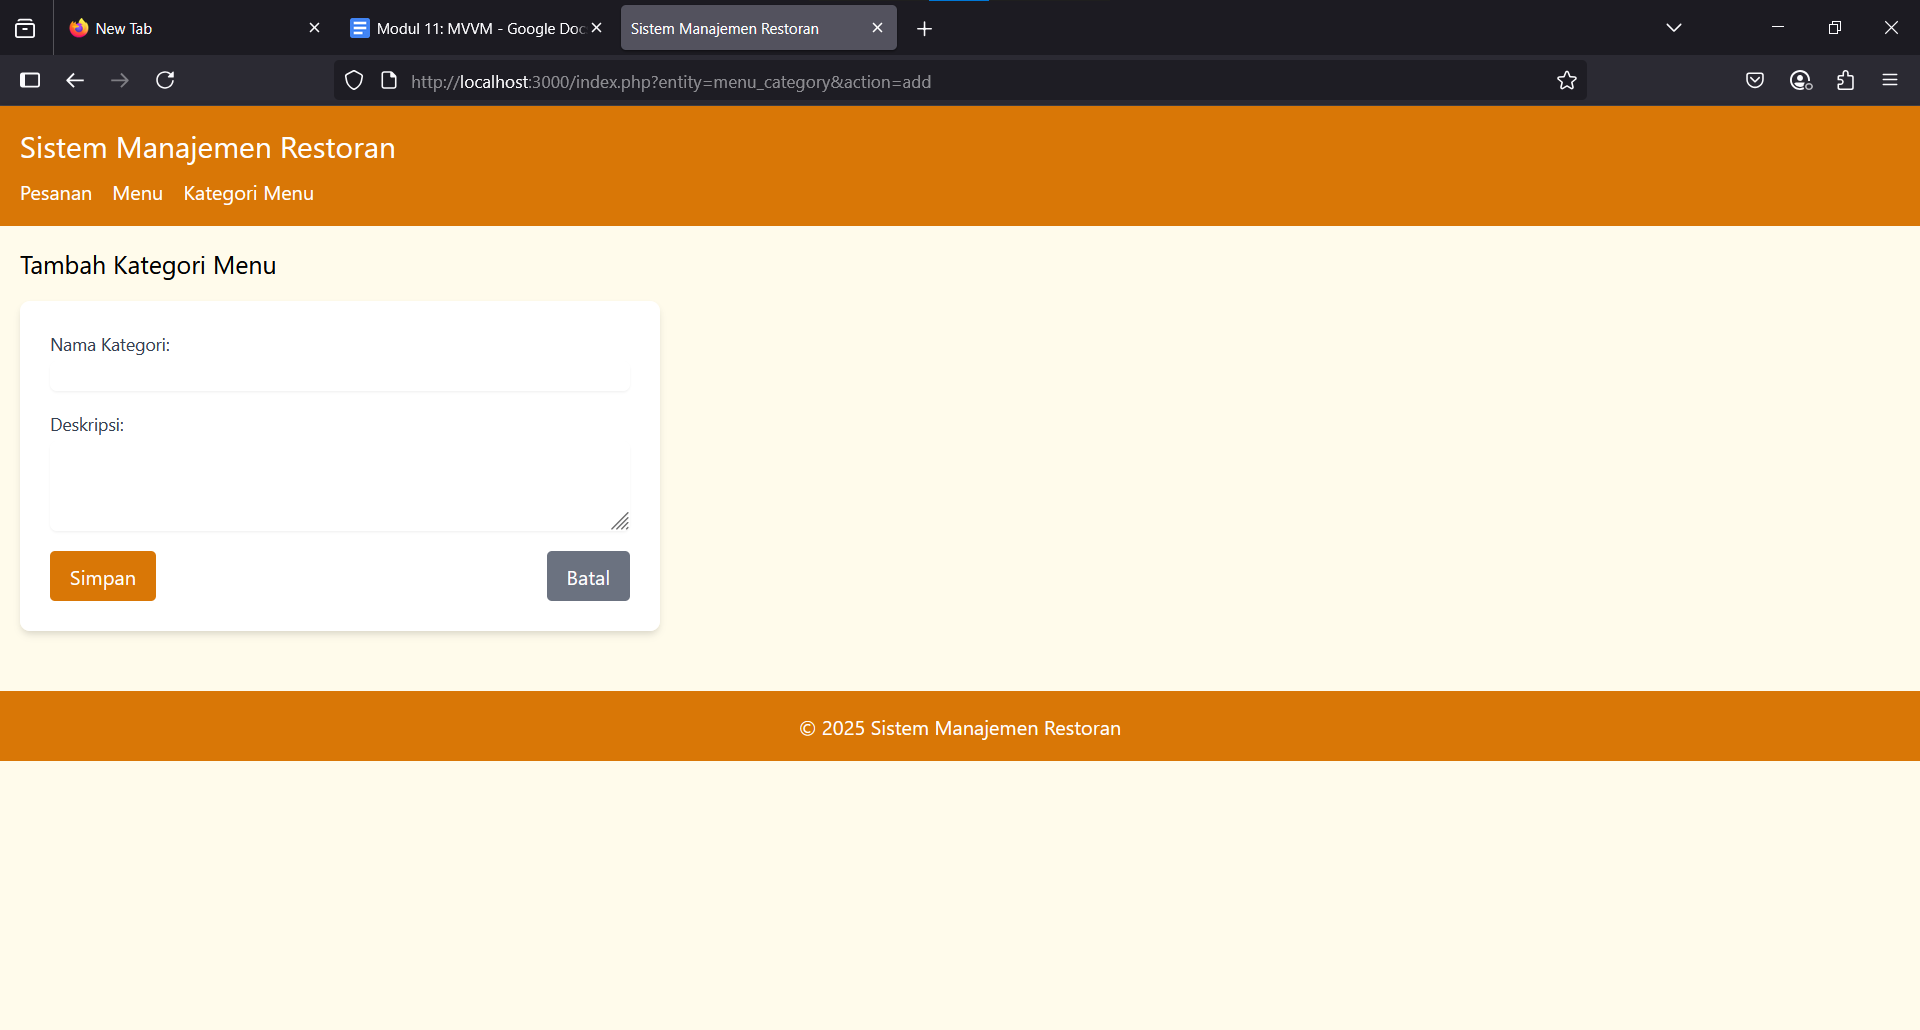 New Tab
Modul 11: MVVM - Google Doc
Sistem Manajemen Restoran
http://localhost:3000/index.php?entity=menu_category&action=add
Sistem Manajemen Restoran
Pesanan Menu Kategori Menu
Tambah Kategori Menu
Nama Kategori:
Deskripsi:
Simpan
Batal
© 2025 Sistem Manajemen Restoran